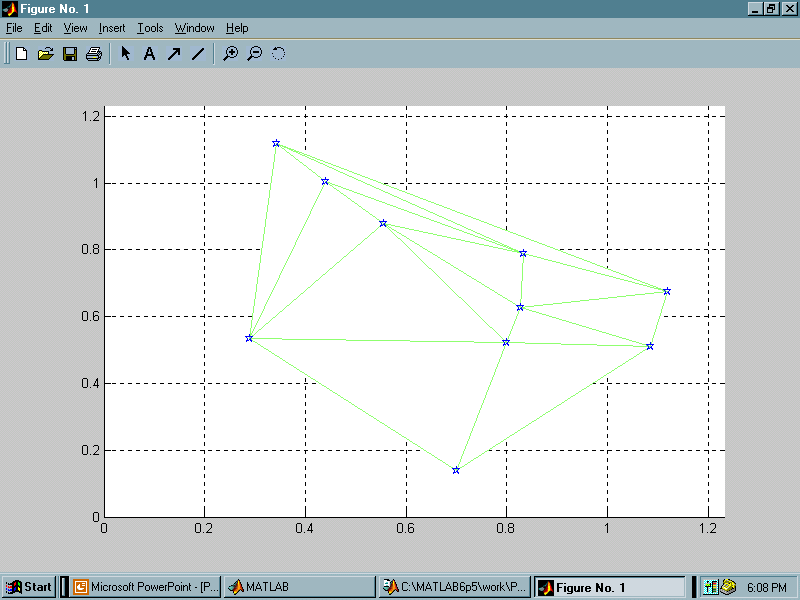 Figure No. 1
File Edit View Insert Tools Window Help
A
1.2
1
0.8
0.6
0.4
0.2
0
0 0.2 0.4 0.6 0.8 1 1.2
Start Microsoft PowerPoint - [P... MATLAB C:\MATLAB6p5\work\P... Figure No. 1 6:08 PM